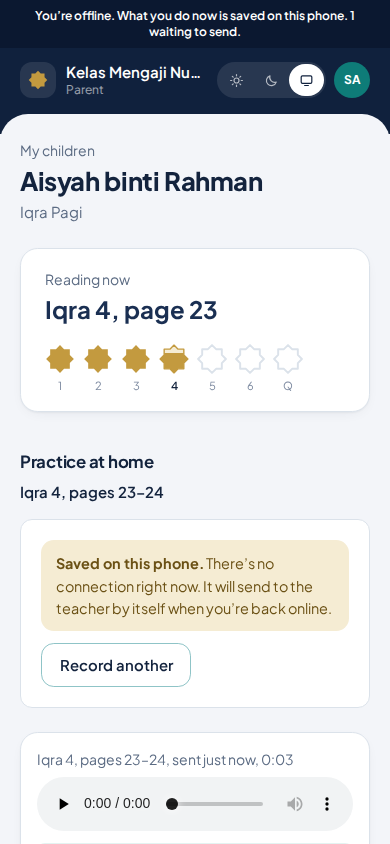 You're offline. What you do now is saved on this phone. 1
waiting to send.
Kelas Mengaji Nu…
Parent
SA
My children
Aisyah binti Rahman
Iqra Pagi
Reading now
Iqra 4, page 23
1 2 3 4 5 6 Q
Practice at home
Iqra 4, pages 23–24
Saved on this phone. There's no
connection right now. It will send to the
teacher by itself when you're back online.
Record another
Iqra 4, pages 23–24, sent just now, 0:03
0:00 / 0:00